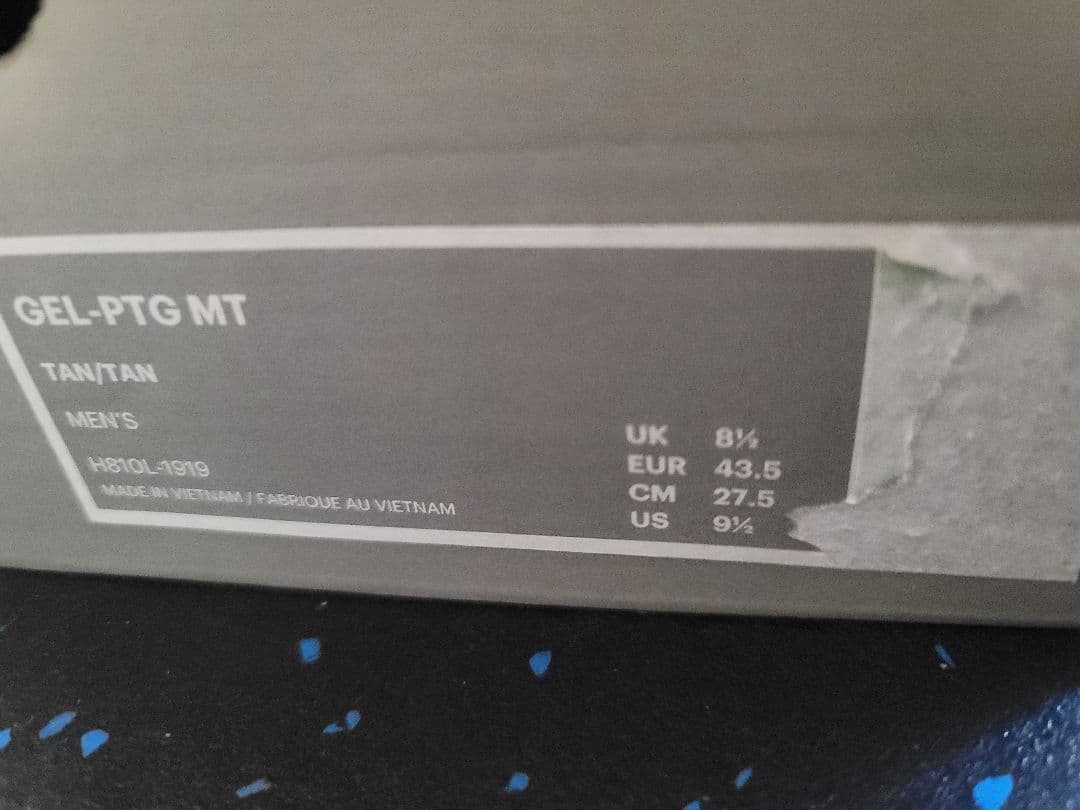 GEL-PTG MT
TAN/TAN
MEN'S
H810L-1919
MADE IN VIETNAM / FABRIQUE AU VIETNAM
UK 8½
EUR 43.5
CM 27.5
US 9½